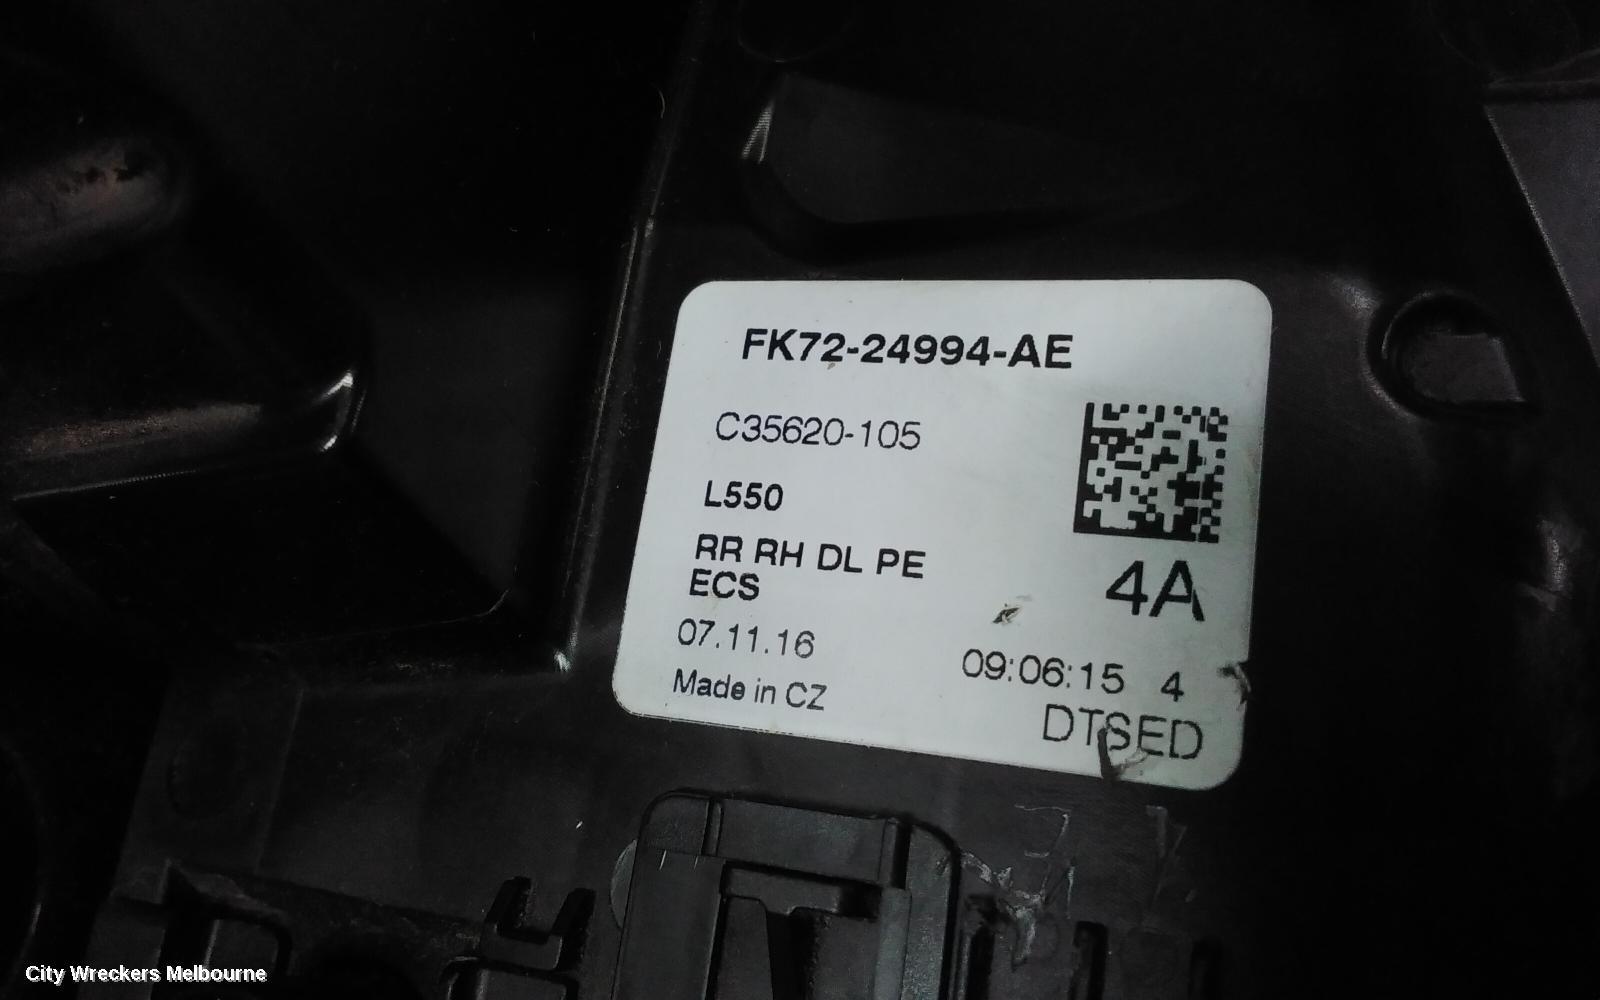 FK72-24994-AE
C35620-105
L550
RR RH DL PE
ECS
4A
07.11.16
09:06:15 4
Made in CZ
DTSED
City Wreckers Melbourne